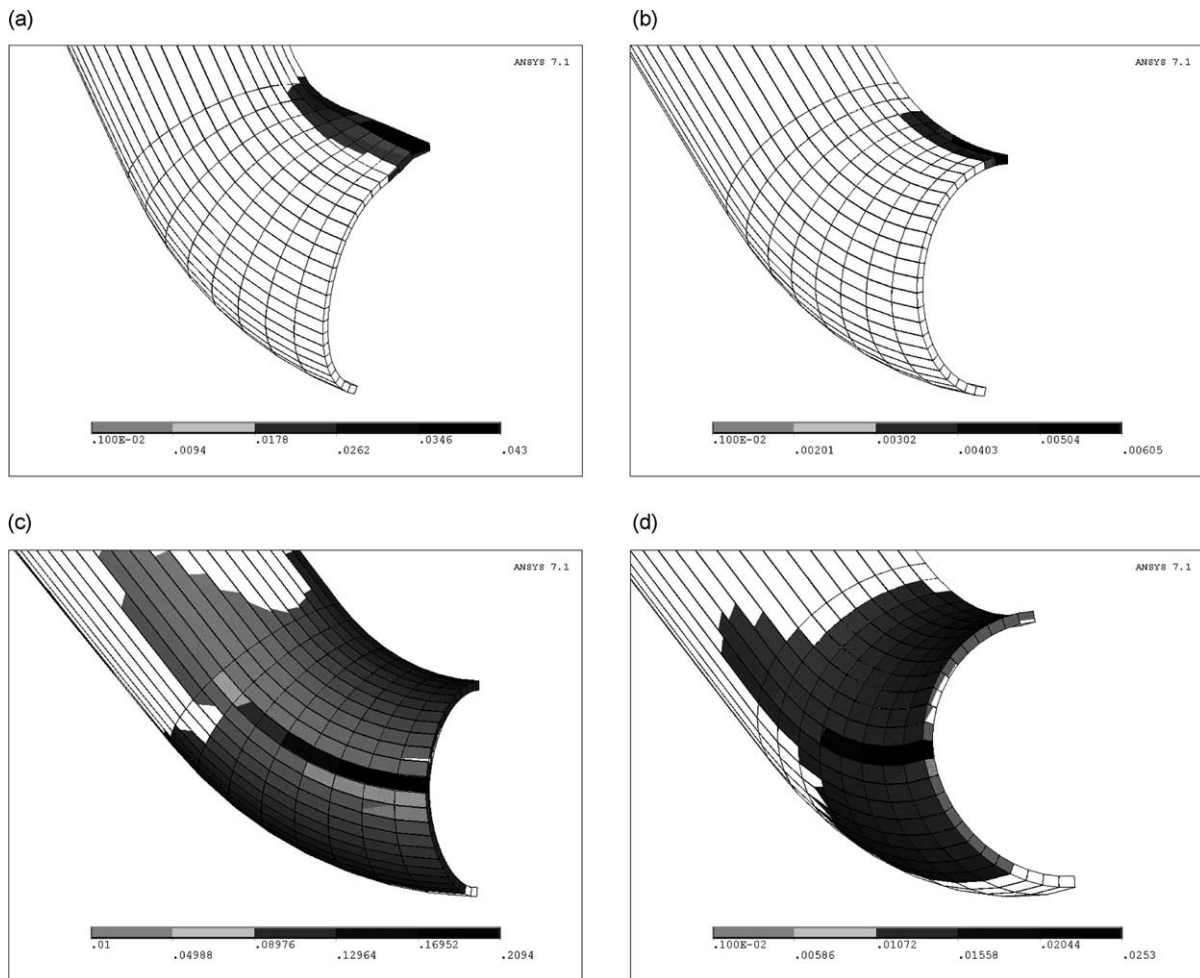 (a)
(b)
ANSYS 7.1
ANSYS 7.1
.100E-02 .0178 .0346
.0094 .0262 .043
.100E-02 .00302 .00504
.00201 .00403 .00605
(c)
(d)
ANSYS 7.1
ANSYS 7.1
.01 .08976 .16952
.04988 .12964 .2094
.100E-02 .01072 .02044
.00586 .01558 .0253